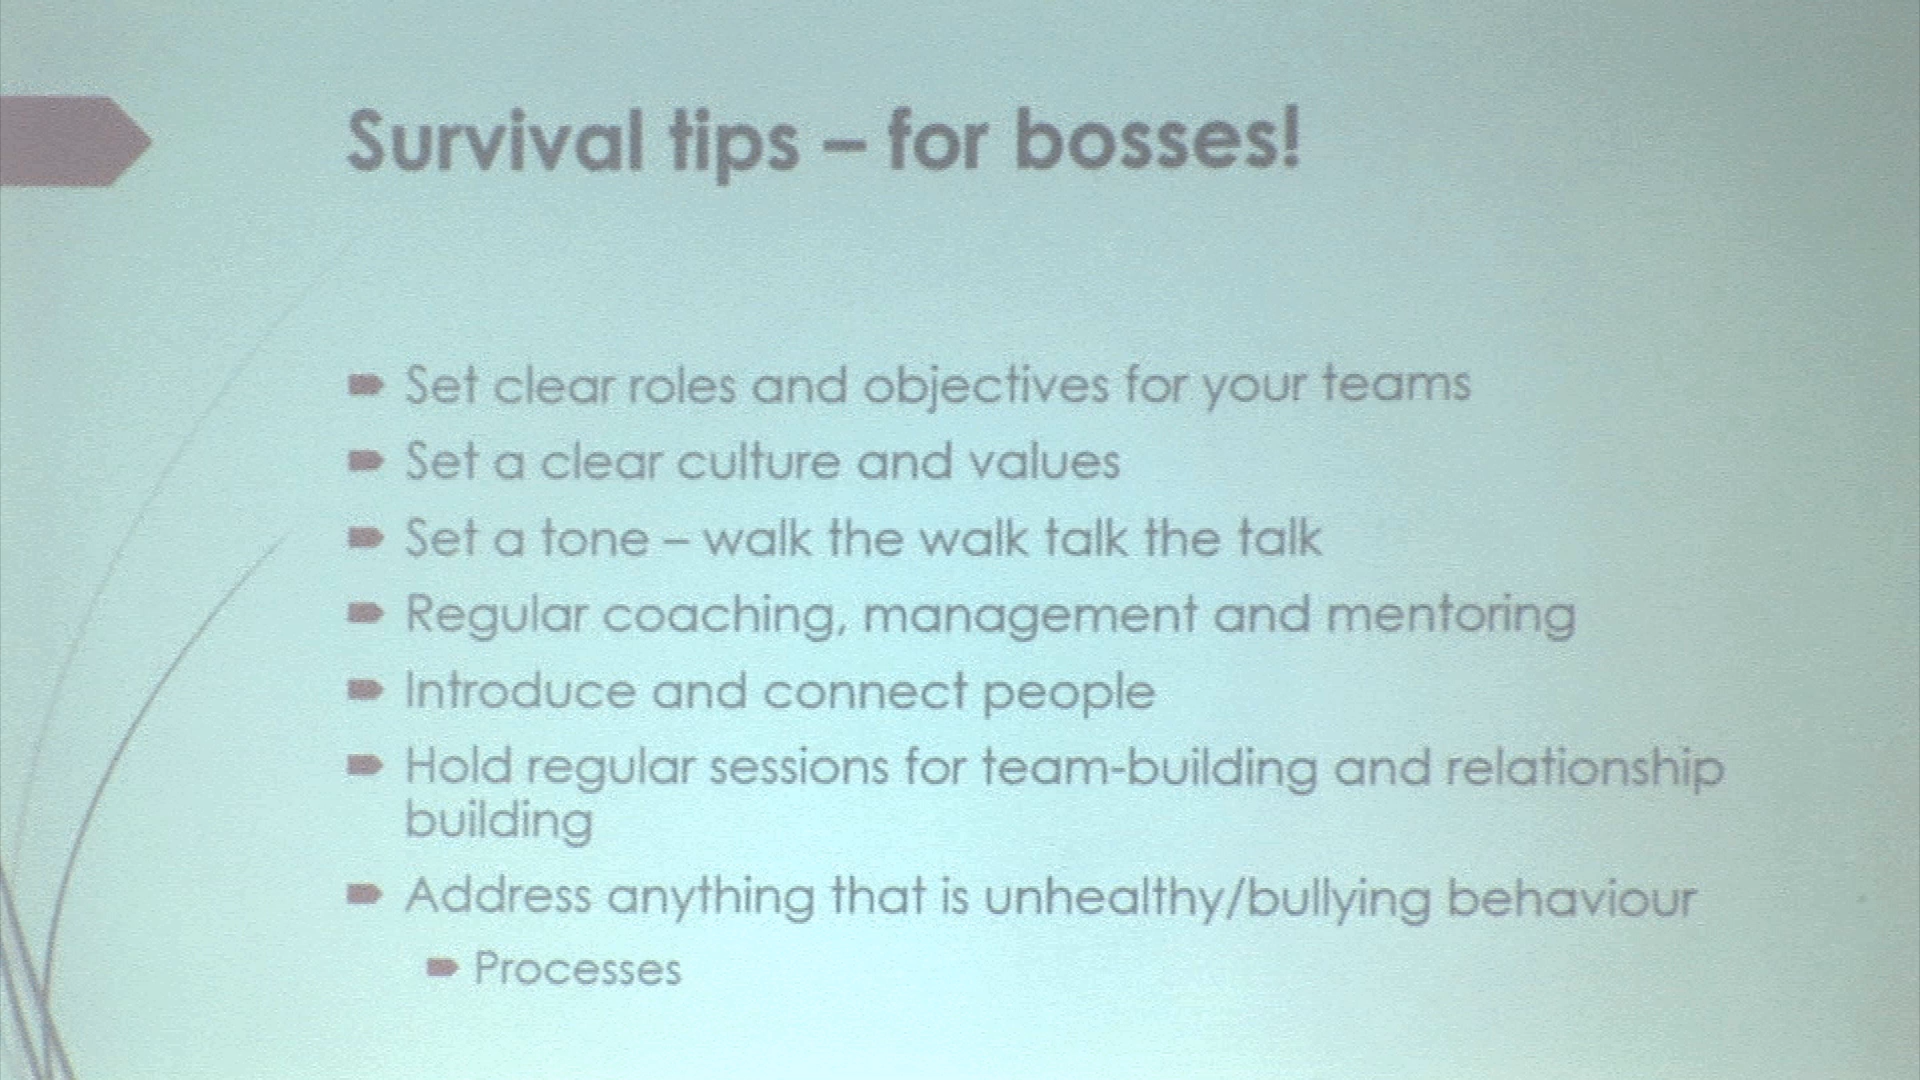 Survival tips – for bosses!
Set clear roles and objectives for your teams
Set a clear culture and values
Set a tone – walk the walk talk the talk
Regular coaching, management and mentoring
Introduce and connect people
Hold regular sessions for team-building and relationship
building
Address anything that is unhealthy/bullying behaviour
Processes